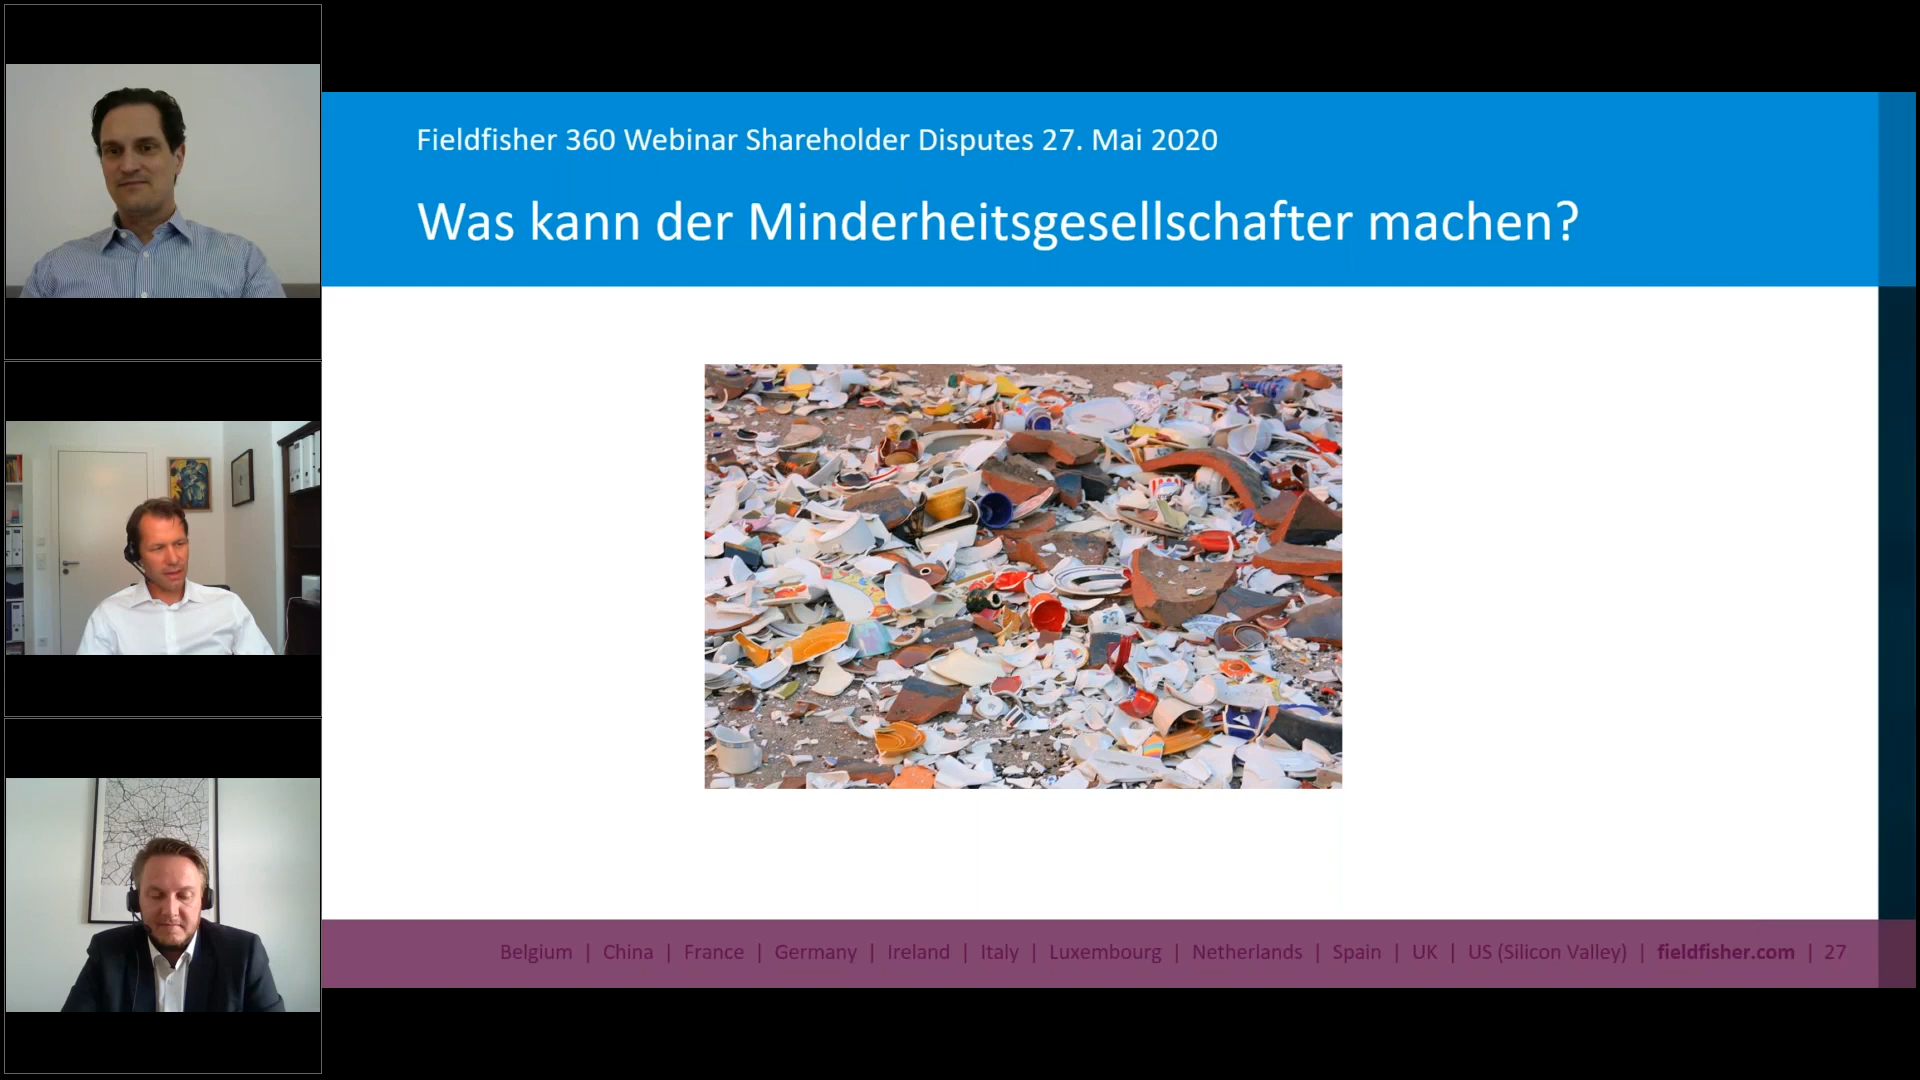 Fieldfisher 360 Webinar Shareholder Disputes 27. Mai 2020
Was kann der Minderheitsgesellschafter machen?
Belgium | China | France | Germany | Ireland | Italy | Luxembourg | Netherlands | Spain | UK | US (Silicon Valley) | fieldfisher.com | 27